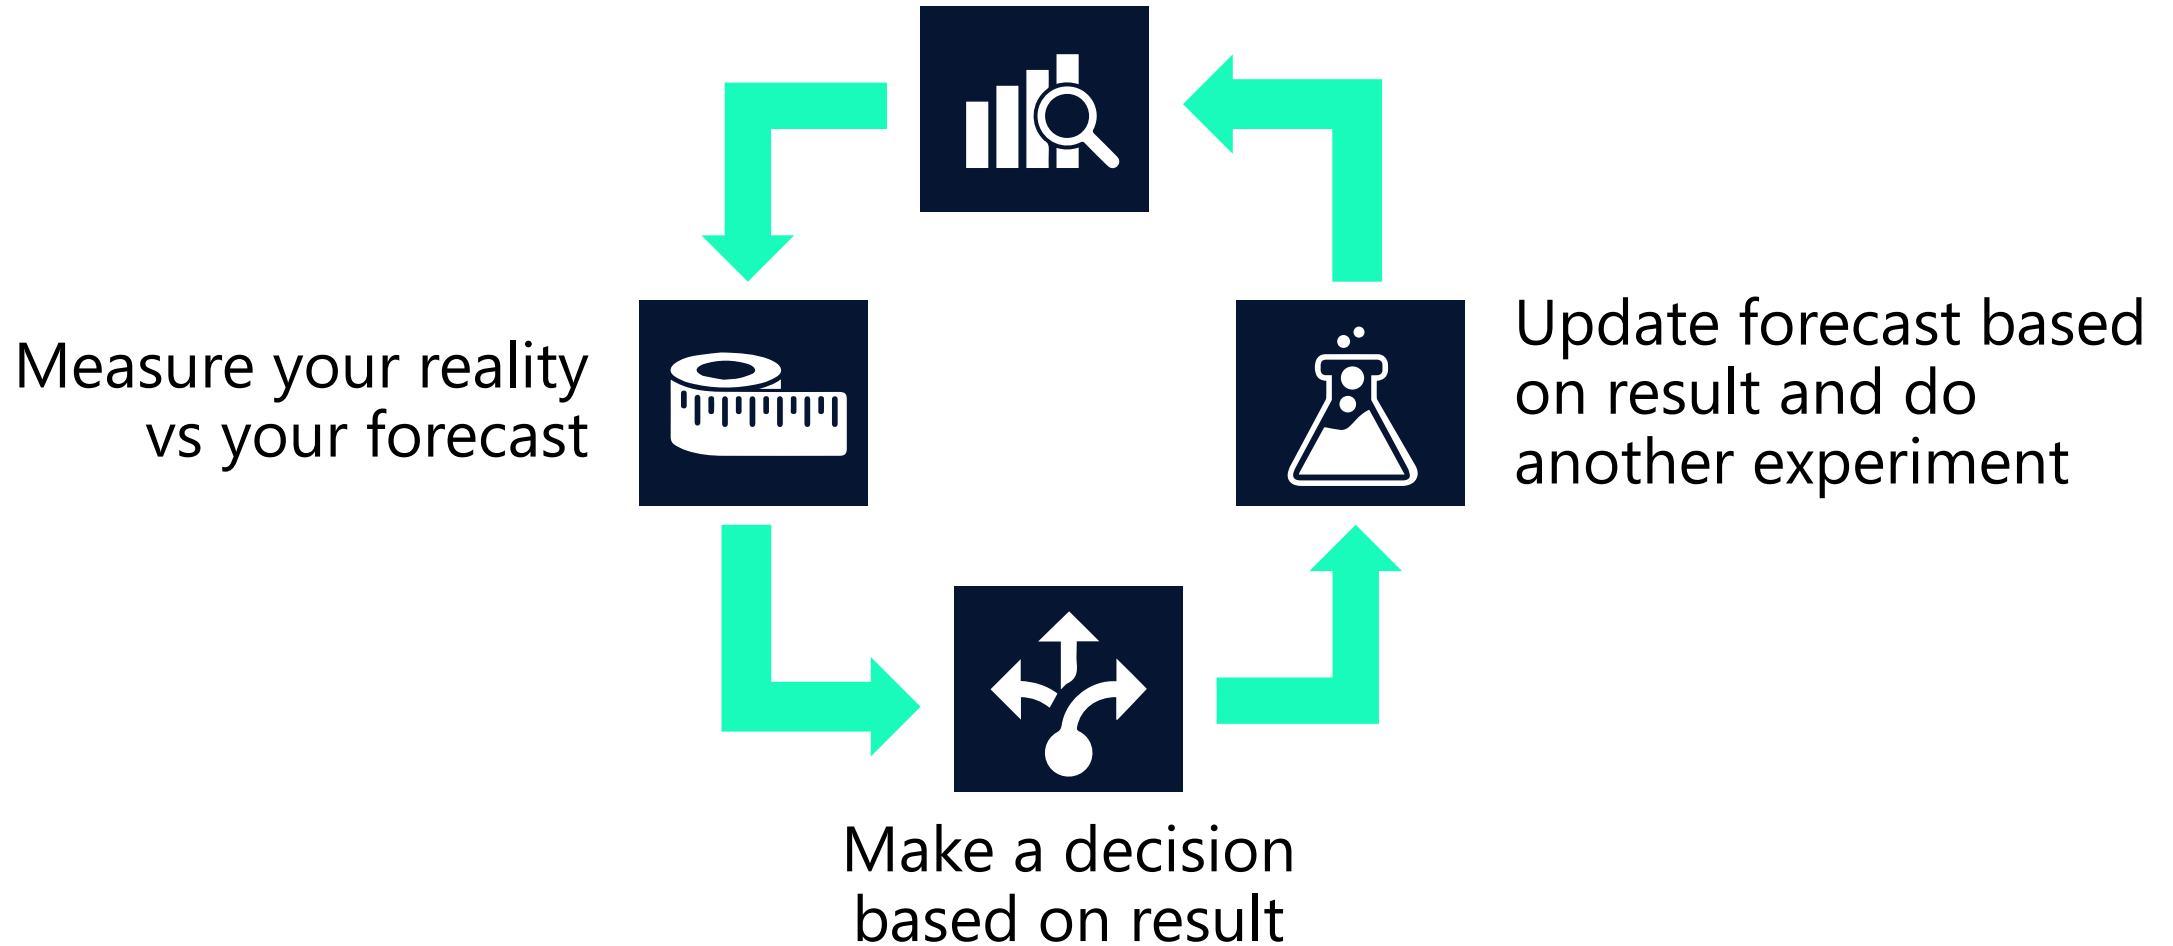 Measure your reality
vs your forecast
Update forecast based
on result and do
another experiment
Make a decision
based on result